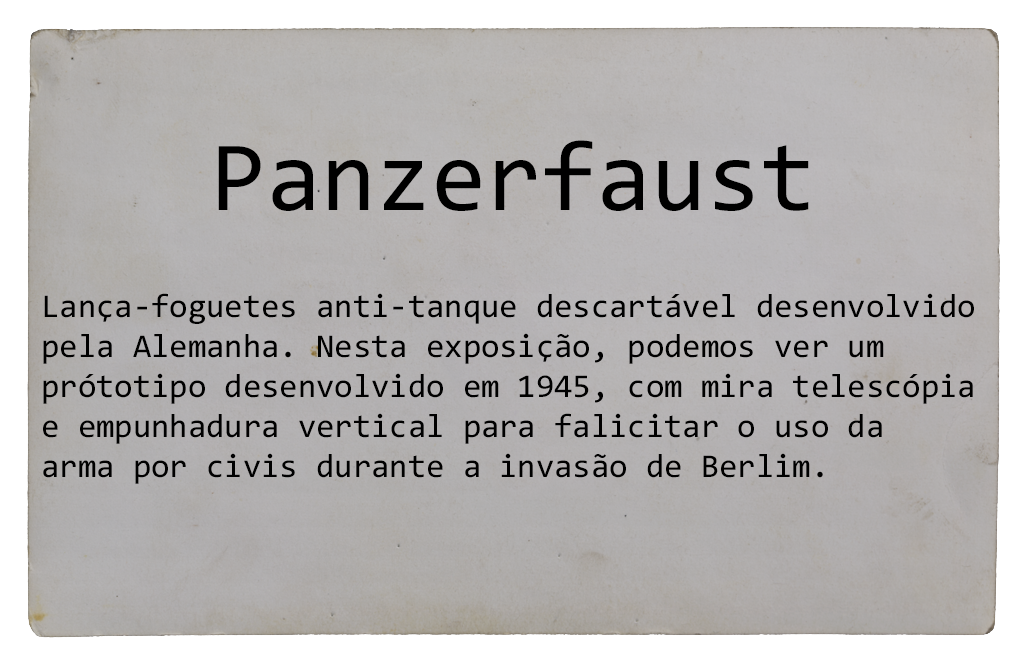 Panzerfaust
Lança-foguetes anti-tanque descartável desenvolvido
pela Alemanha. Nesta exposição, podemos ver um
prótotipo desenvolvido em 1945, com mira telescópia
e empunhadura vertical para falicitar o uso da
arma por civis durante a invasão de Berlim.